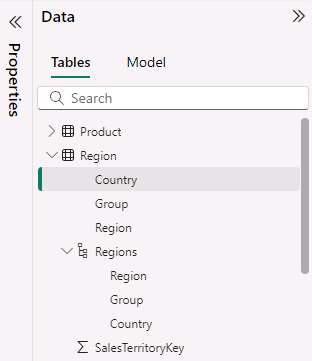 Properties
Data
Tables Model
Search
Product
Region
Country
Group
Region
Regions
Region
Group
Country
SalesTerritoryKey